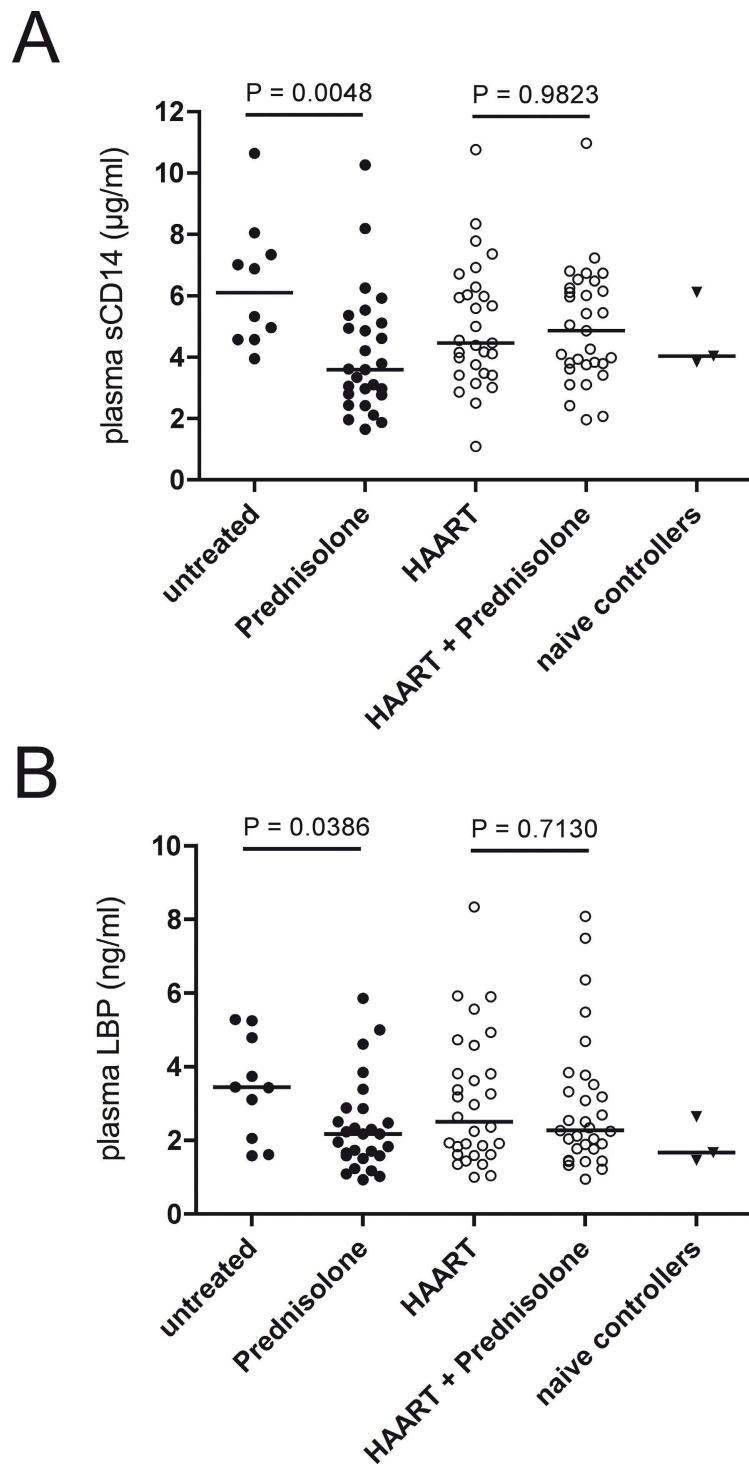 A
P = 0.0048
P = 0.9823
plasma sCD14 (µg/ml)
12
10
8
6
4
2
0
untreated
Prednisolone
HAART
HAART + Prednisolone
naive controllers
B
P = 0.0386
P = 0.7130
plasma LBP (ng/ml)
10
8
6
4
2
0
untreated
Prednisolone
HAART
HAART + Prednisolone
naive controllers